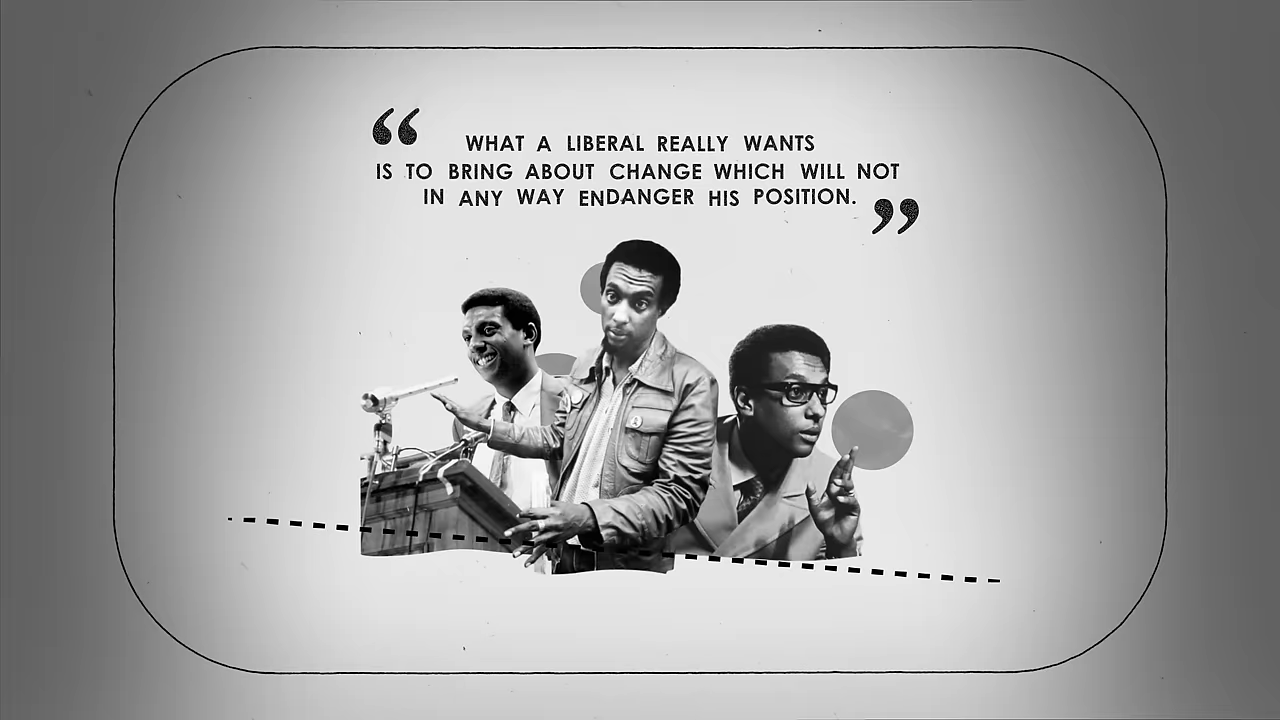 “ WHAT A LIBERAL REALLY WANTS
IS TO BRING ABOUT CHANGE WHICH WILL NOT
IN ANY WAY ENDANGER HIS POSITION. ”